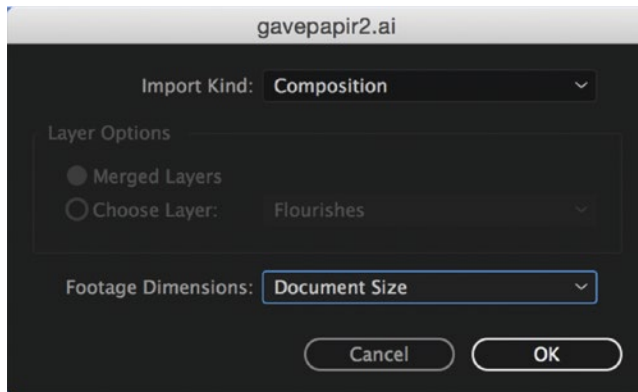 gavepapir2.ai
Import Kind: Composition
Layer Options
Merged Layers
Choose Layer: Flourishes
Footage Dimensions: Document Size
Cancel OK